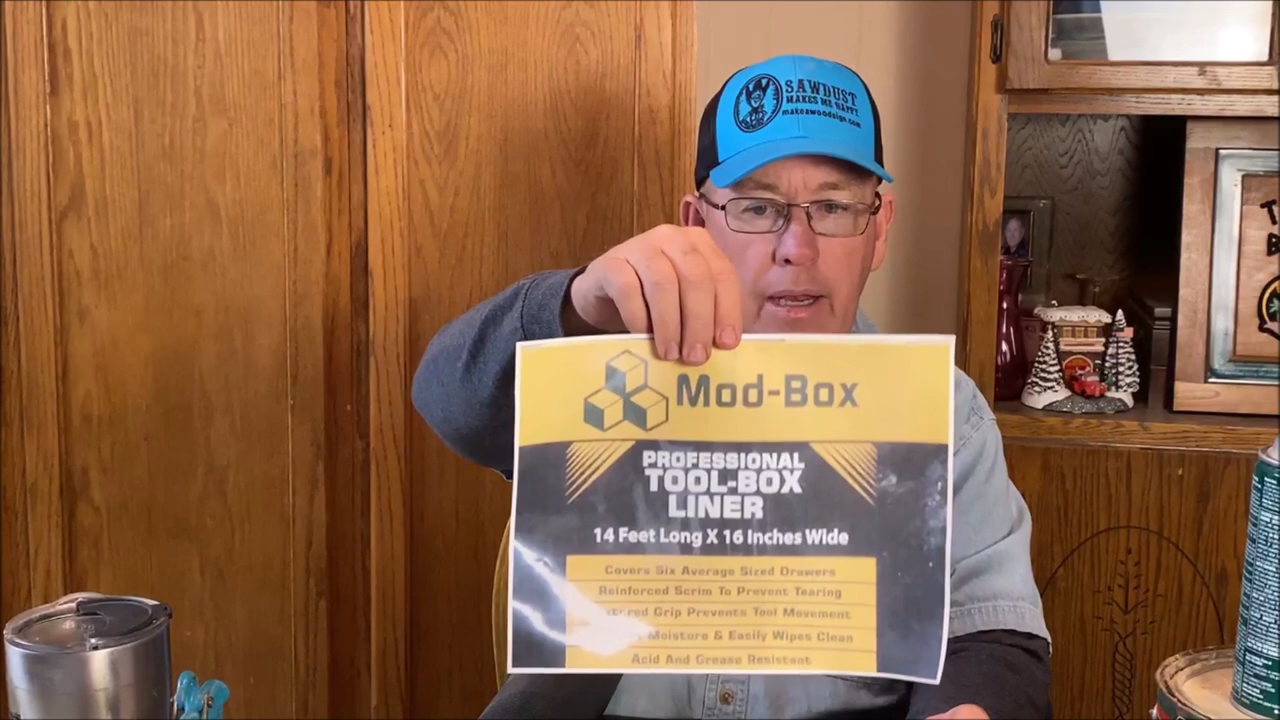 SAWDUST
MAKES ME HAPPY
makeawoodsign.com
Mod-Box
PROFESSIONAL
TOOL-BOX
LINER
14 Feet Long X 16 Inches Wide
Covers Six Average Sized Drawers
Reinforced Scrim To Prevent Tearing
Grip Prevents Tool Movement
Moisture & Easily Wipes Clean
Acid And Grease Resistant